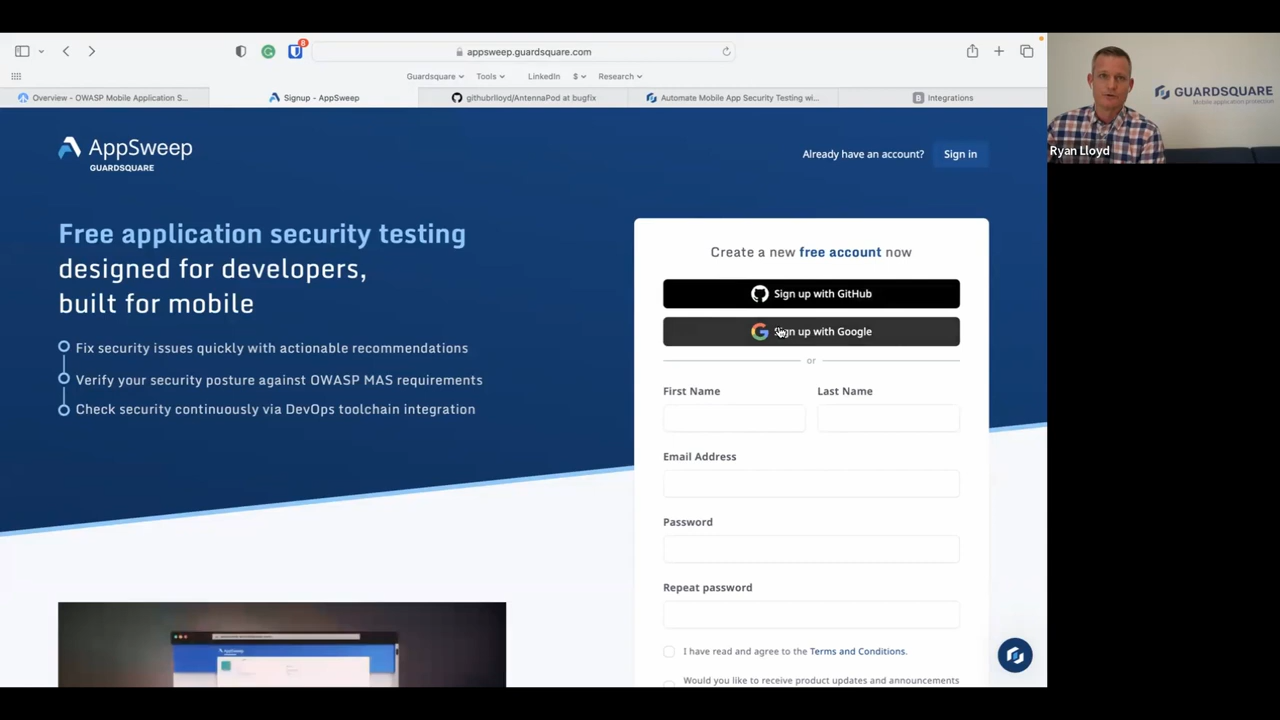 8
appsweep.guardsquare.com
Guardsquare
Tools
LinkedIn
$
Research
Overview - OWASP Mobile Application S...
Signup - AppSweep
githubrlloyd/AntennaPod at bugfix
Automate Mobile App Security Testing wi...
B
Integrations
GUARDSQUARE
Mobile application protection
Ryan Lloyd
AppSweep
GUARDSQUARE
Already have an account?
Sign in
Free application security testing
designed for developers,
built for mobile
Fix security issues quickly with actionable recommendations
Verify your security posture against OWASP MAS requirements
Check security continuously via DevOps toolchain integration
Create a new free account now
Sign up with GitHub
Sign up with Google
or
First Name
Last Name
Email Address
Password
Repeat password
I have read and agree to the Terms and Conditions.
Would you like to receive product updates and announcements